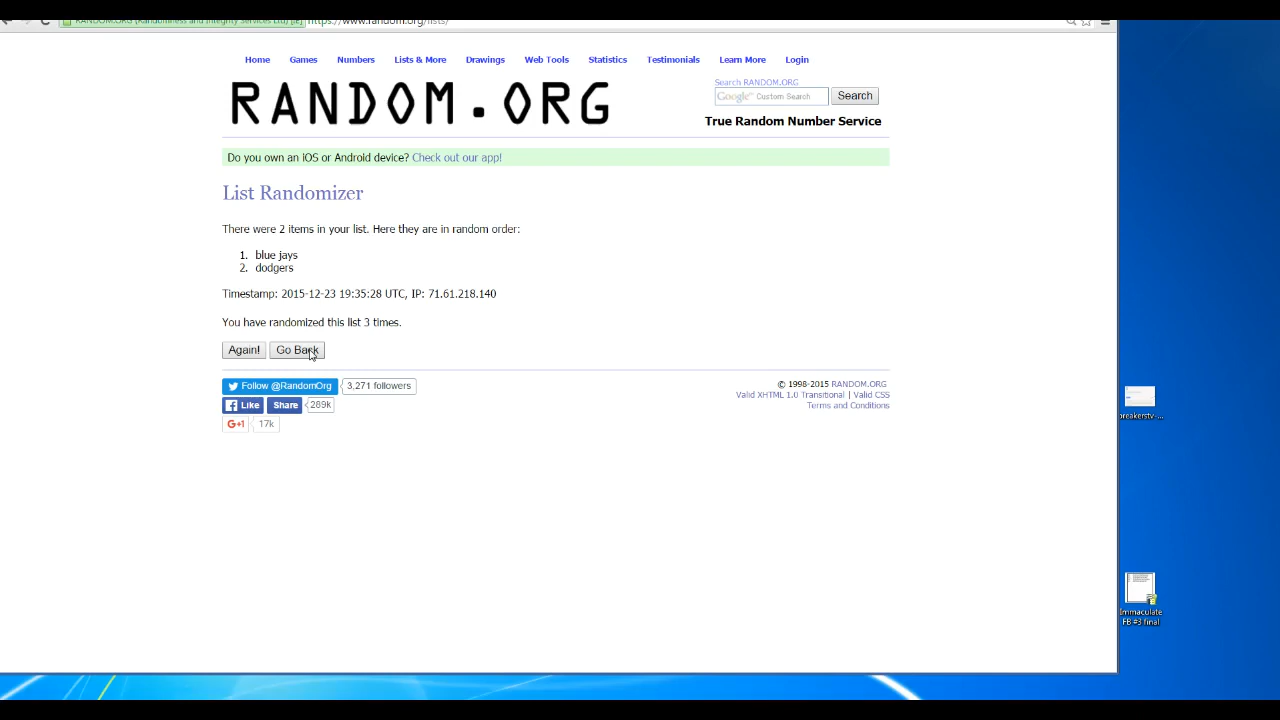 RANDOM.ORG (Randomness and Integrity Services Ltd) [IE] https://www.random.org/lists/
Home Games Numbers Lists & More Drawings Web Tools Statistics Testimonials Learn More Login
RANDOM.ORG
Search RANDOM.ORG
Google Custom Search Search
True Random Number Service
Do you own an iOS or Android device? Check out our app!
List Randomizer
There were 2 items in your list. Here they are in random order:
1. blue jays
2. dodgers
Timestamp: 2015-12-23 19:35:28 UTC, IP: 71.61.218.140
You have randomized this list 3 times.
Again! Go Back
Follow @RandomOrg 3,271 followers
Like Share 289k
G+1 17k
© 1998-2015 RANDOM.ORG
Valid XHTML 1.0 Transitional | Valid CSS
Terms and Conditions
breakerstv-...
Immaculate
FB #3 final